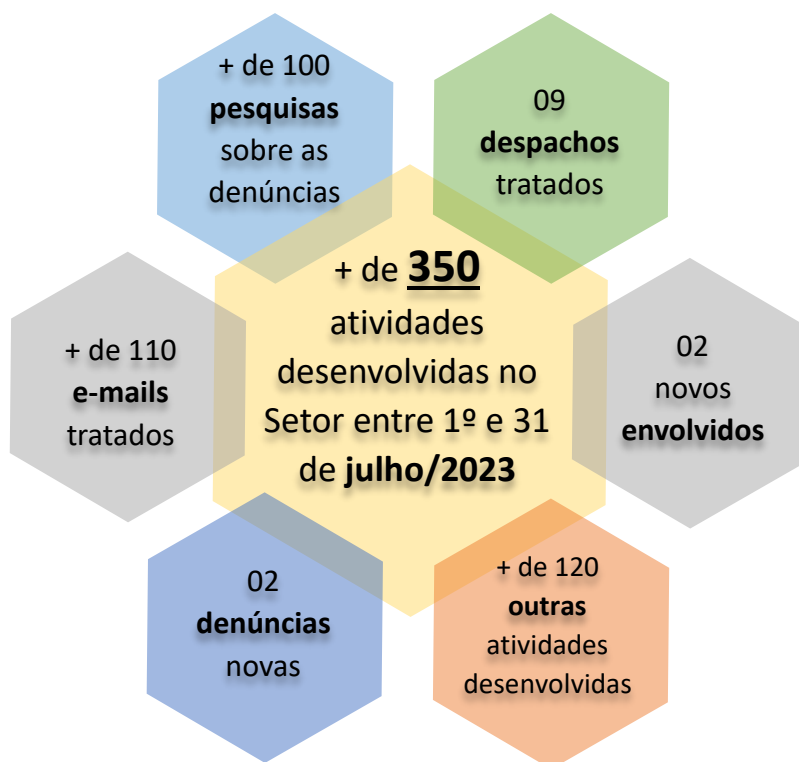 + de 100
pesquisas
sobre as
denúncias
09
despachos
tratados
+ de 350
atividades
desenvolvidas no
Setor entre 1º e 31
de julho/2023
+ de 110
e-mails
tratados
02
novos
envolvidos
02
denúncias
novas
+ de 120
outras
atividades
desenvolvidas